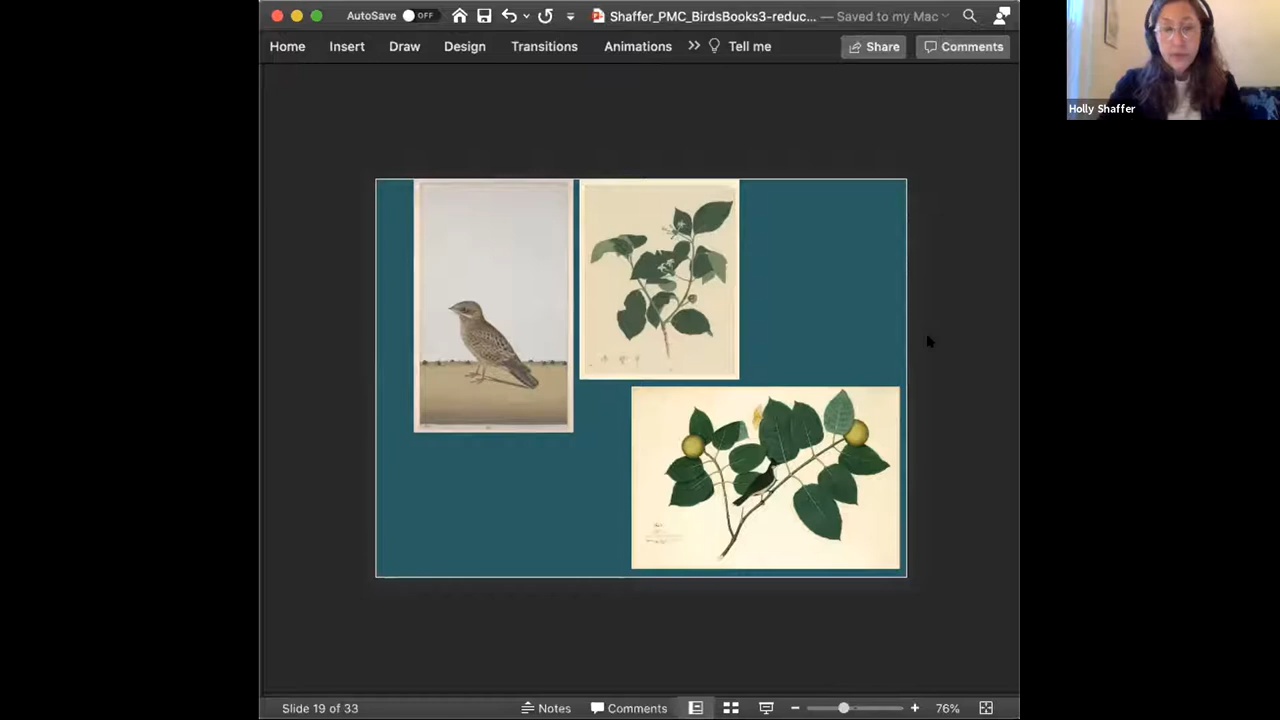 AutoSave OFF Shaffer_PMC_BirdsBooks3-reduc... — Saved to my Mac
Home Insert Draw Design Transitions Animations Tell me Share Comments
Holly Shaffer
Slide 19 of 33 Notes Comments 76%